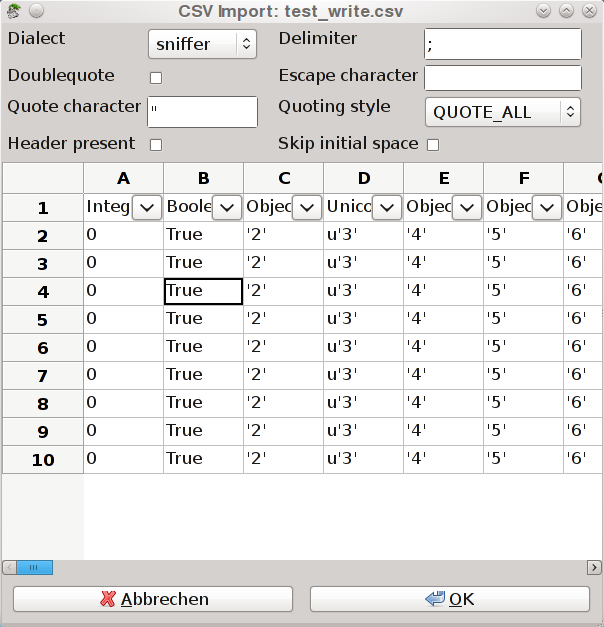 CSV Import: test_write.csv
Dialect sniffer Delimiter ;
Doublequote Escape character
Quote character " Quoting style QUOTE_ALL
Header present Skip initial space
A B C D E F
1 Integ Boole Objec Unico Objec Objec Obje
2 0 True '2' u'3' '4' '5' '6'
3 0 True '2' u'3' '4' '5' '6'
4 0 True '2' u'3' '4' '5' '6'
5 0 True '2' u'3' '4' '5' '6'
6 0 True '2' u'3' '4' '5' '6'
7 0 True '2' u'3' '4' '5' '6'
8 0 True '2' u'3' '4' '5' '6'
9 0 True '2' u'3' '4' '5' '6'
10 0 True '2' u'3' '4' '5' '6'
Abbrechen OK